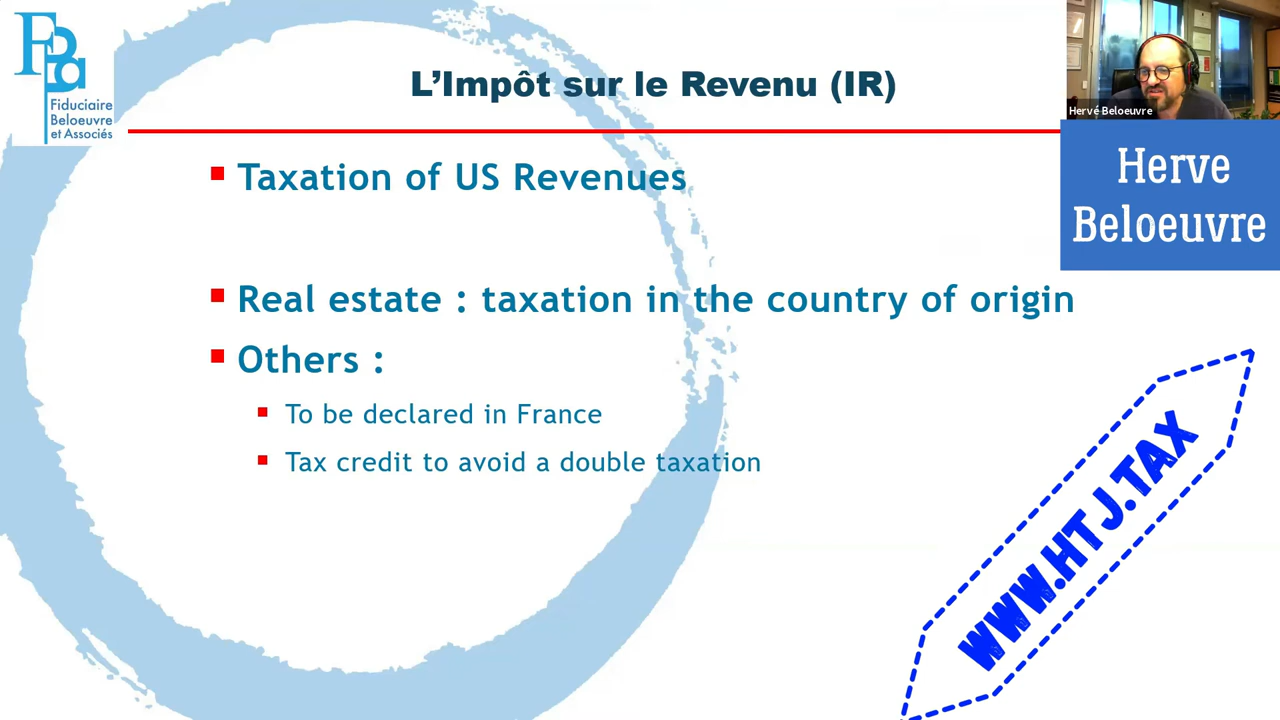 FBa
Fiduciaire
Beloeuvre
et Associés
L’Impôt sur le Revenu (IR)
Hervé Beloeuvre
Herve
Beloeuvre
Taxation of US Revenues
Real estate : taxation in the country of origin
Others :
To be declared in France
Tax credit to avoid a double taxation
WWW.HTJ.TAX